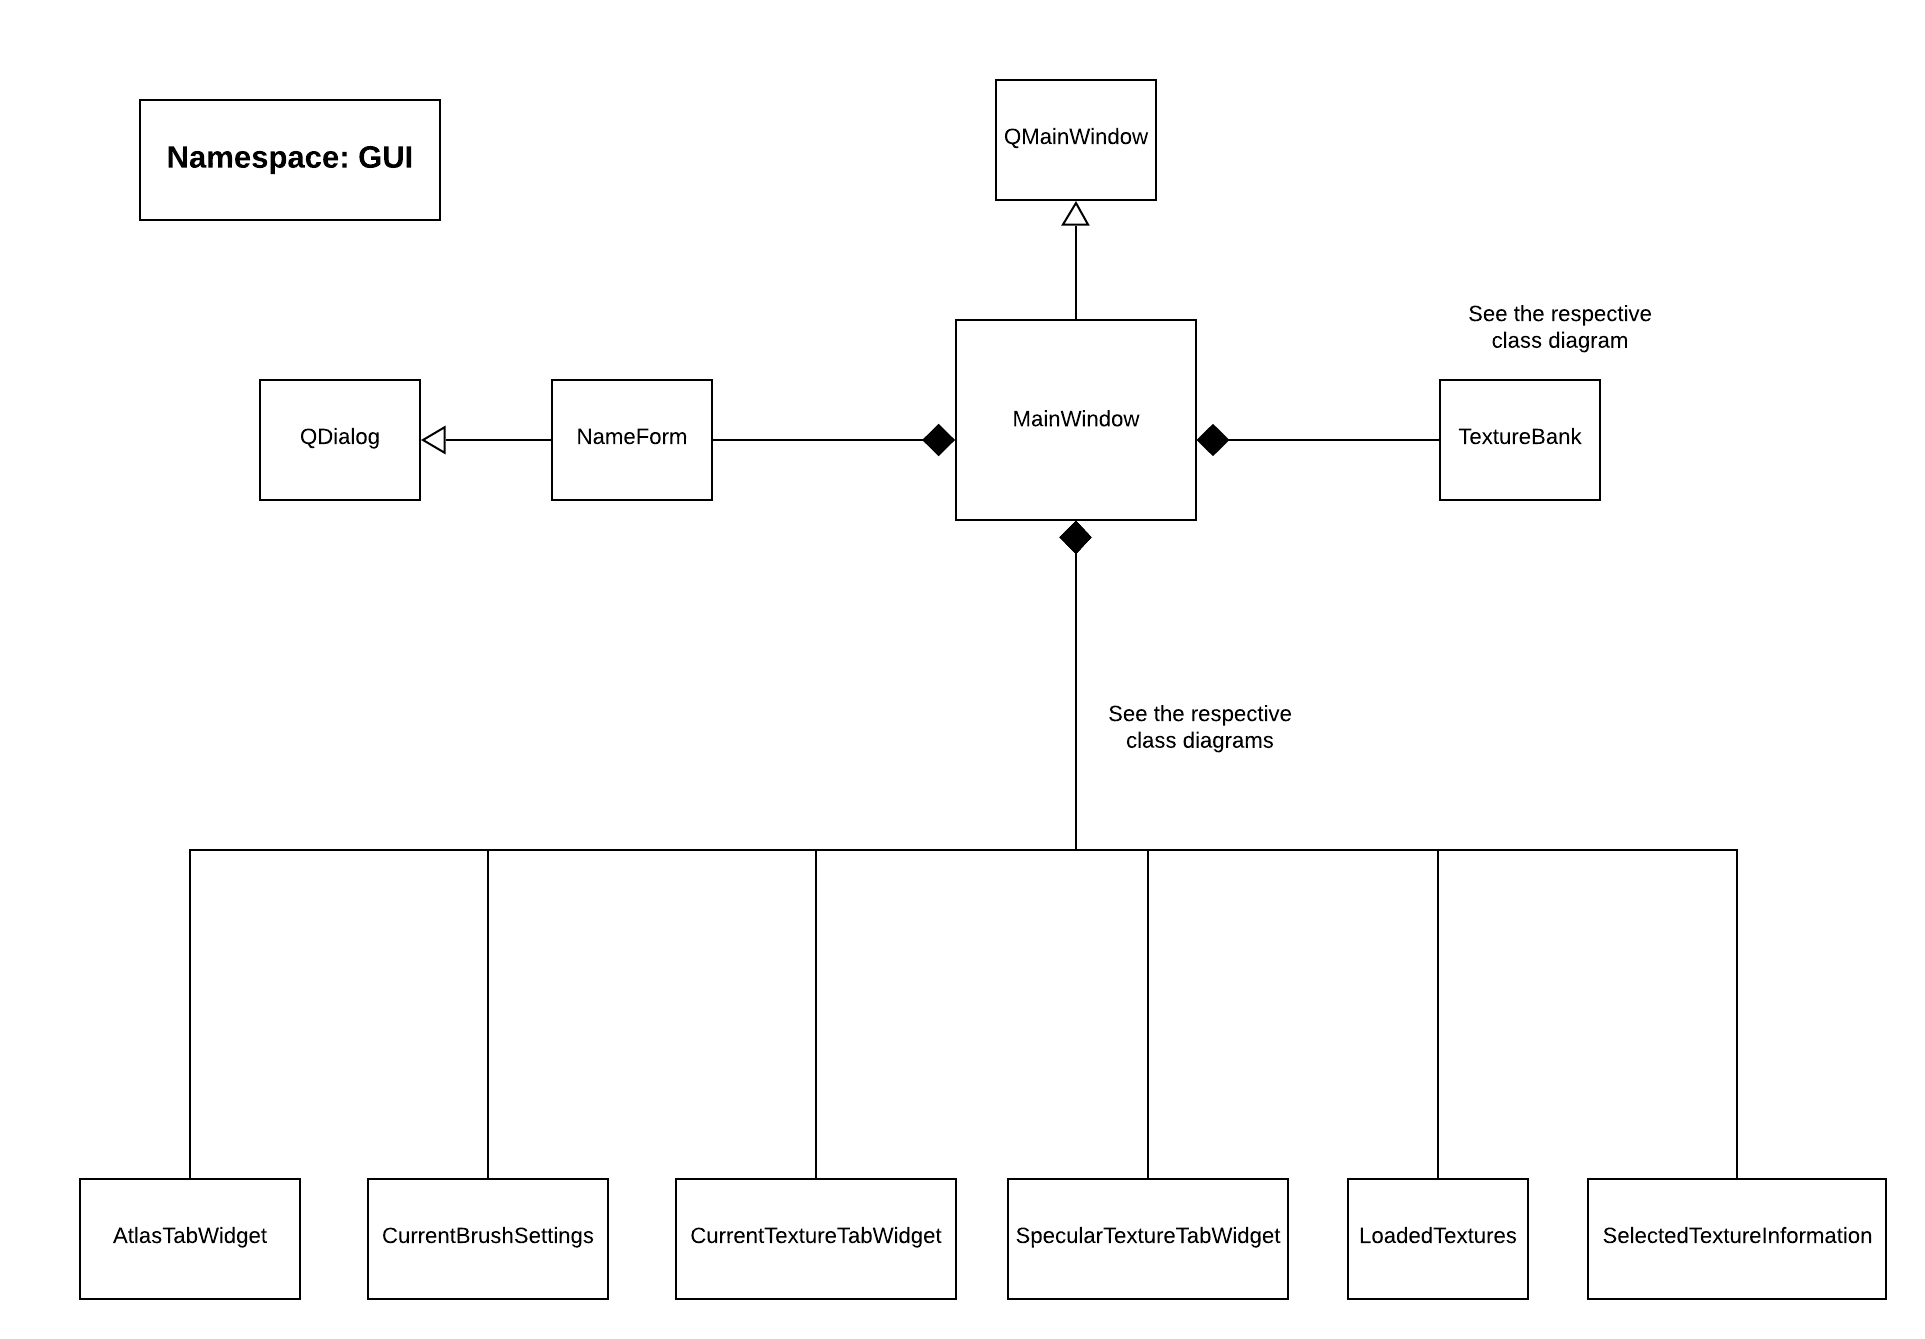 Namespace: GUI
QMainWindow
See the respective
class diagram
QDialog
NameForm
MainWindow
TextureBank
See the respective
class diagrams
AtlasTabWidget
CurrentBrushSettings
CurrentTextureTabWidget
SpecularTextureTabWidget
LoadedTextures
SelectedTextureInformation